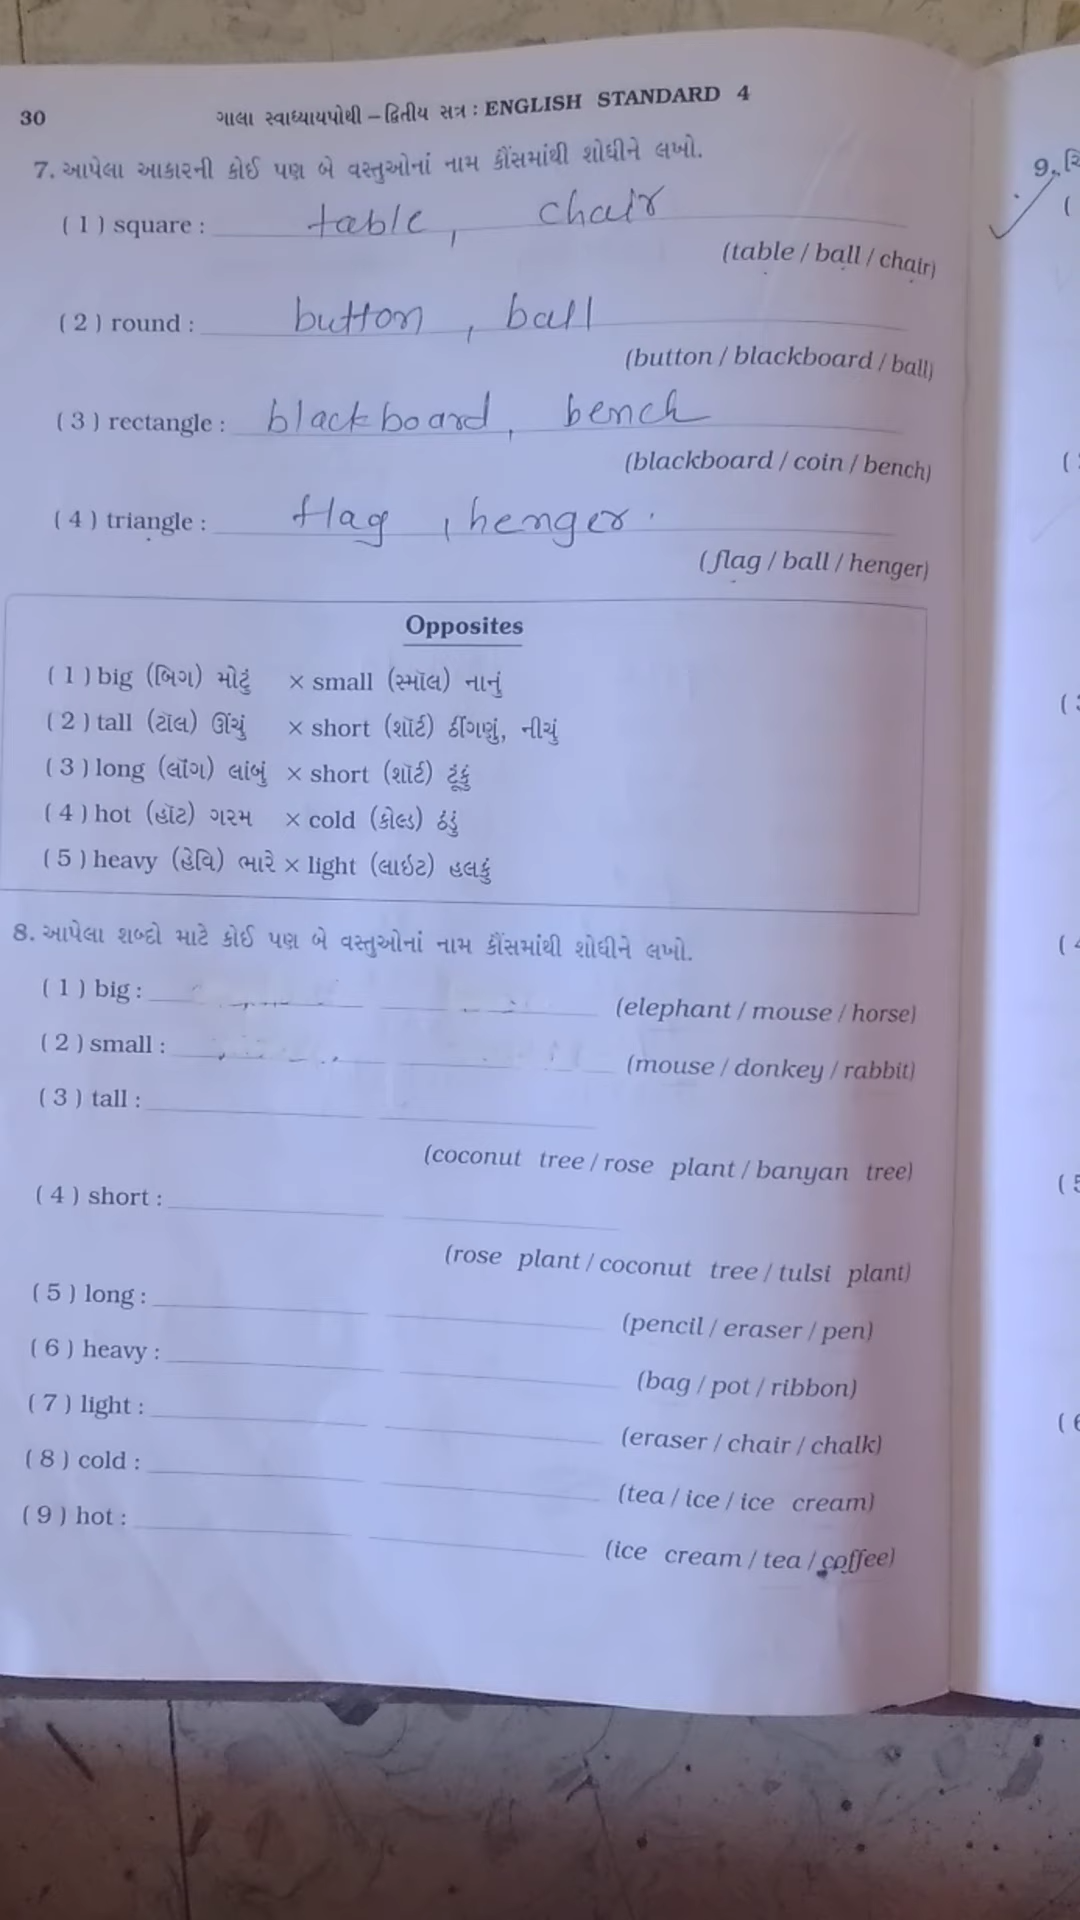 30 ગાલા સ્વાધ્યાયપોથી – દ્વિતીય સત્ર : ENGLISH STANDARD 4
7. આપેલા આકારની કોઈ પણ બે વસ્તુઓનાં નામ કૌંસમાંથી શોધીને લખો.
( 1 ) square : table, chair
(table / ball / chair)
( 2 ) round : button, ball
(button / blackboard / ball)
( 3 ) rectangle : blackboard, bench
(blackboard / coin / bench)
( 4 ) triangle : flag, henger.
(flag / ball / henger)
Opposites
( 1 ) big (બિગ) મોટું × small (સ્મૉલ) નાનું
( 2 ) tall (ટૉલ) ઊંચું × short (શૉર્ટ) ઠીંગણું, નીચું
( 3 ) long (લૉંગ) લાંબું × short (શૉર્ટ) ટૂંકું
( 4 ) hot (હૉટ) ગરમ × cold (કોલ્ડ) ઠંડું
( 5 ) heavy (હેવિ) ભારે × light (લાઇટ) હલકું
8. આપેલા શબ્દો માટે કોઈ પણ બે વસ્તુઓનાં નામ કૌંસમાંથી શોધીને લખો.
( 1 ) big : (elephant / mouse / horse)
( 2 ) small : (mouse / donkey / rabbit)
( 3 ) tall :
(coconut tree / rose plant / banyan tree)
( 4 ) short :
(rose plant / coconut tree / tulsi plant)
( 5 ) long : (pencil / eraser / pen)
( 6 ) heavy : (bag / pot / ribbon)
( 7 ) light : (eraser / chair / chalk)
( 8 ) cold : (tea / ice / ice cream)
( 9 ) hot : (ice cream / tea / coffee)
9.